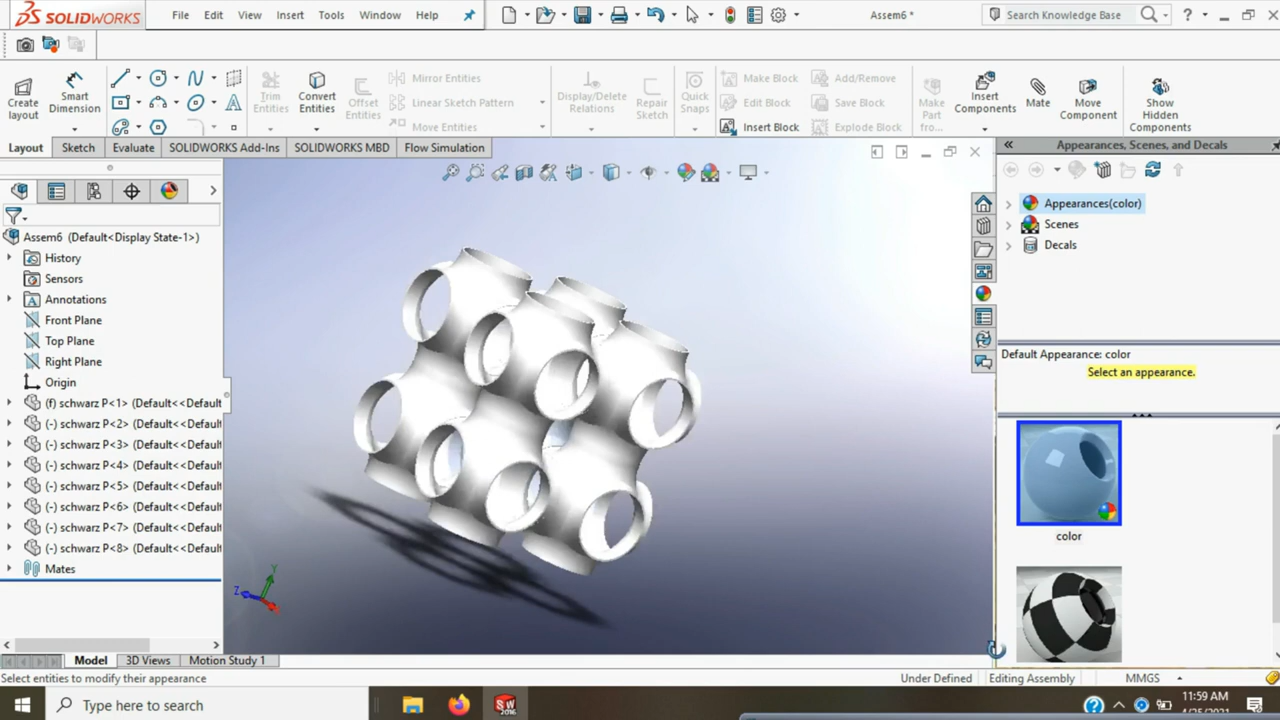 SOLIDWORKS File Edit View Insert Tools Window Help Assem6 * Search Knowledge Base ?
Create layout
Smart Dimension
Trim Entities
Convert Entities
Offset Entities
Mirror Entities
Linear Sketch Pattern
Move Entities
Display/Delete Relations
Repair Sketch
Quick Snaps
Make Block
Edit Block
Insert Block
Add/Remove
Save Block
Explode Block
Make Part from...
Insert Components
Mate
Move Component
Show Hidden Components
Layout Sketch Evaluate SOLIDWORKS Add-Ins SOLIDWORKS MBD Flow Simulation
Assem6 (Default<Display State-1>)
History
Sensors
Annotations
Front Plane
Top Plane
Right Plane
Origin
(f) schwarz P<1> (Default<<Default
(-) schwarz P<2> (Default<<Default
(-) schwarz P<3> (Default<<Default
(-) schwarz P<4> (Default<<Default
(-) schwarz P<5> (Default<<Default
(-) schwarz P<6> (Default<<Default
(-) schwarz P<7> (Default<<Default
(-) schwarz P<8> (Default<<Default
Mates
Y
Z
Appearances, Scenes, and Decals
Appearances(color)
Scenes
Decals
Default Appearance: color
Select an appearance.
color
Model 3D Views Motion Study 1
Select entities to modify their appearance Under Defined Editing Assembly MMGS
Type here to search
SW
2016
11:59 AM